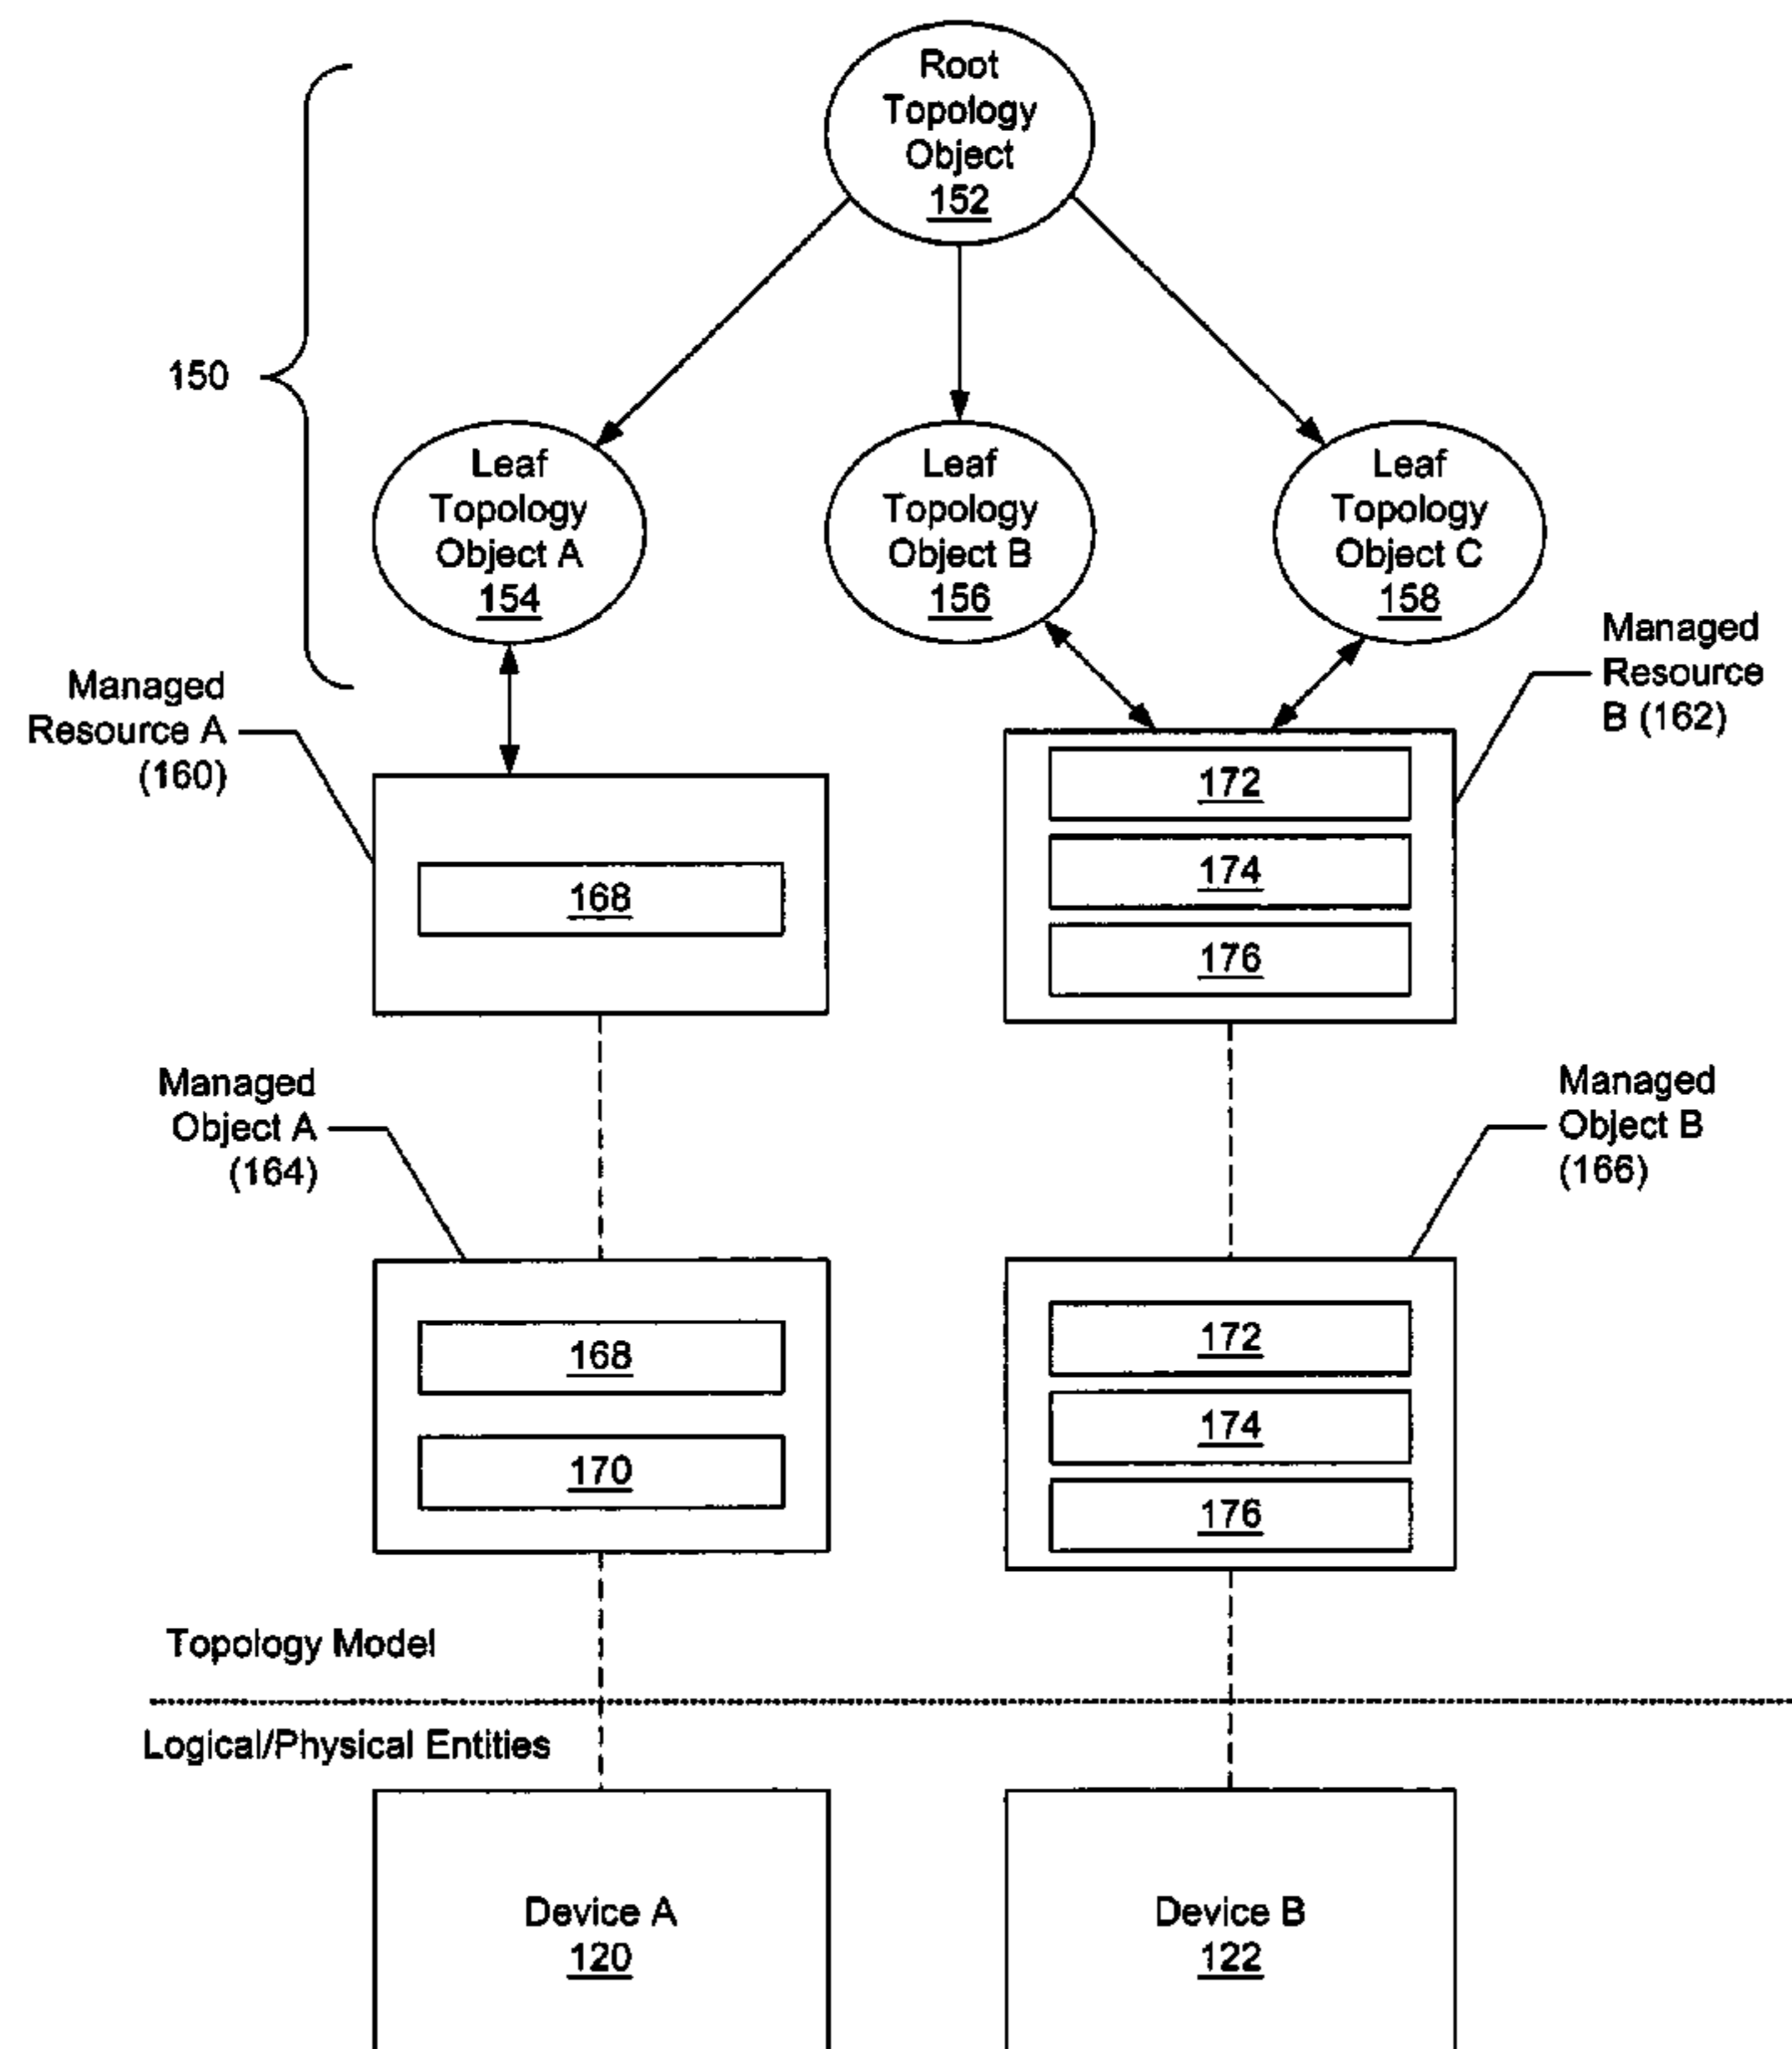 Root
Topology
Object
152
150
Leaf
Topology
Object A
154
Leaf
Topology
Object B
156
Leaf
Topology
Object C
158
Managed
Resource A
(160)
Managed
Resource
B (162)
168
172
174
176
Managed
Object A
(164)
Managed
Object B
(166)
168
170
172
174
176
Topology Model
Logical/Physical Entities
Device A
120
Device B
122